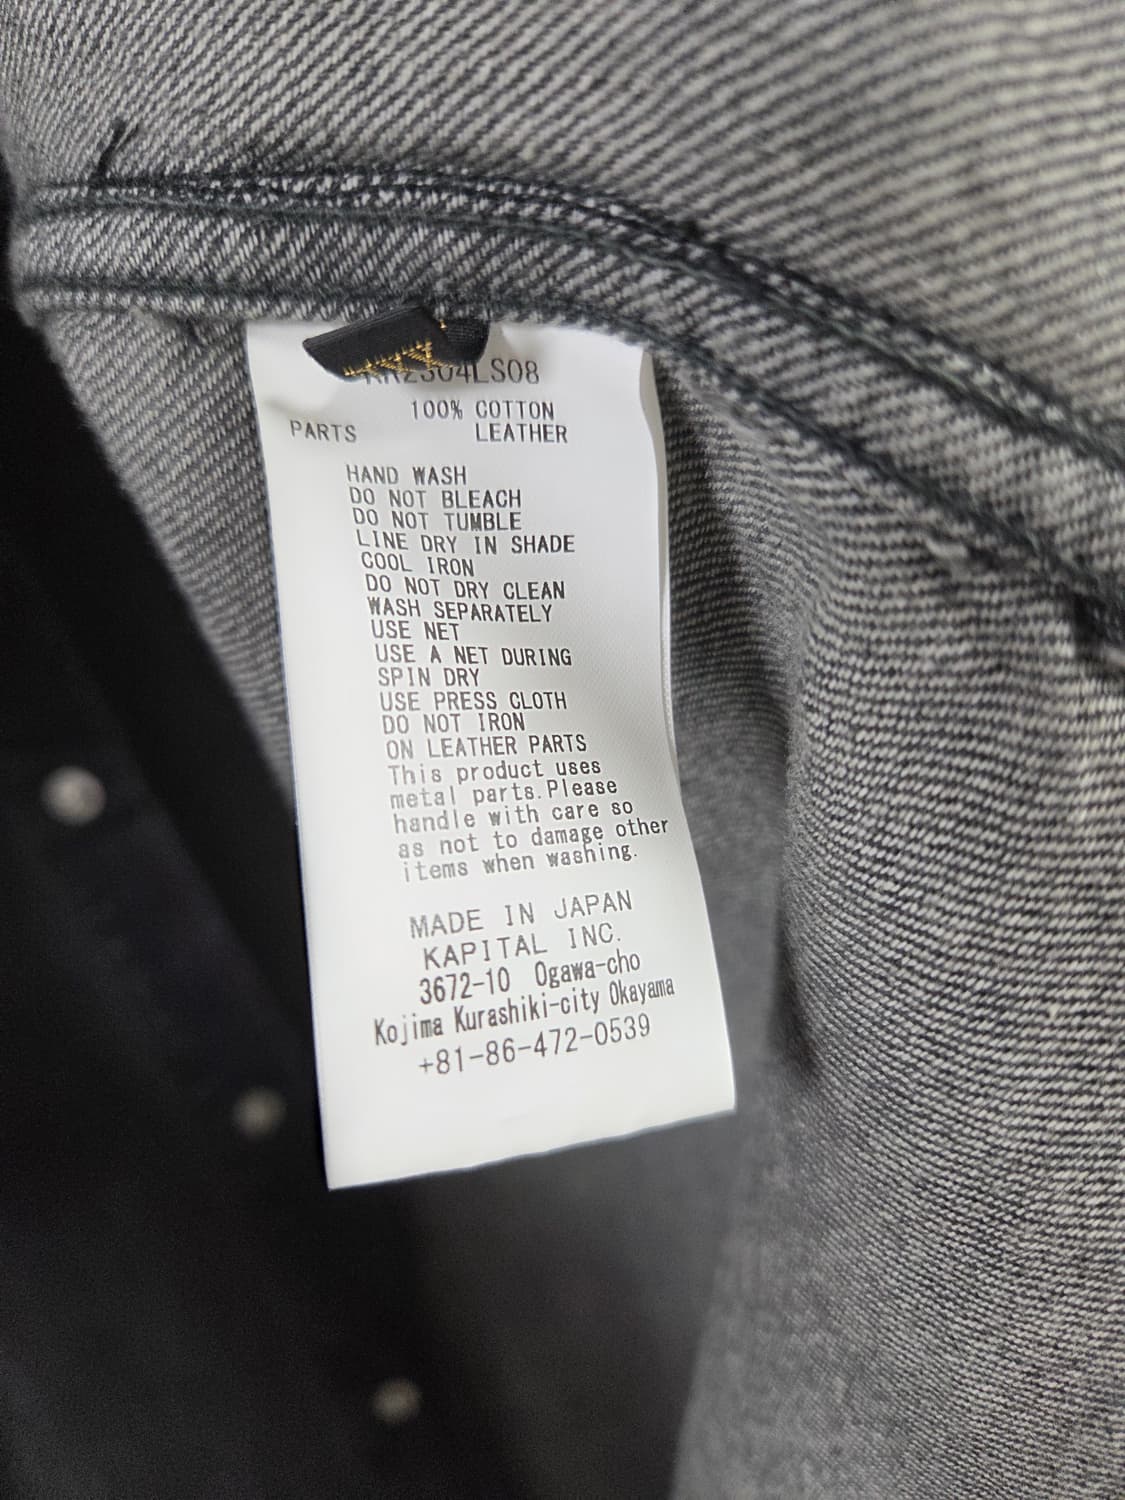 LS08
100% COTTON
PARTS LEATHER
HAND WASH
DO NOT BLEACH
DO NOT TUMBLE
LINE DRY IN SHADE
COOL IRON
DO NOT DRY CLEAN
WASH SEPARATELY
USE NET
USE A NET DURING
SPIN DRY
USE PRESS CLOTH
DO NOT IRON
ON LEATHER PARTS
This product uses
metal parts.Please
handle with care so
as not to damage other
items when washing.
MADE IN JAPAN
KAPITAL INC.
3672-10 Ogawa-cho
Kojima Kurashiki-city Okayama
+81-86-472-0539